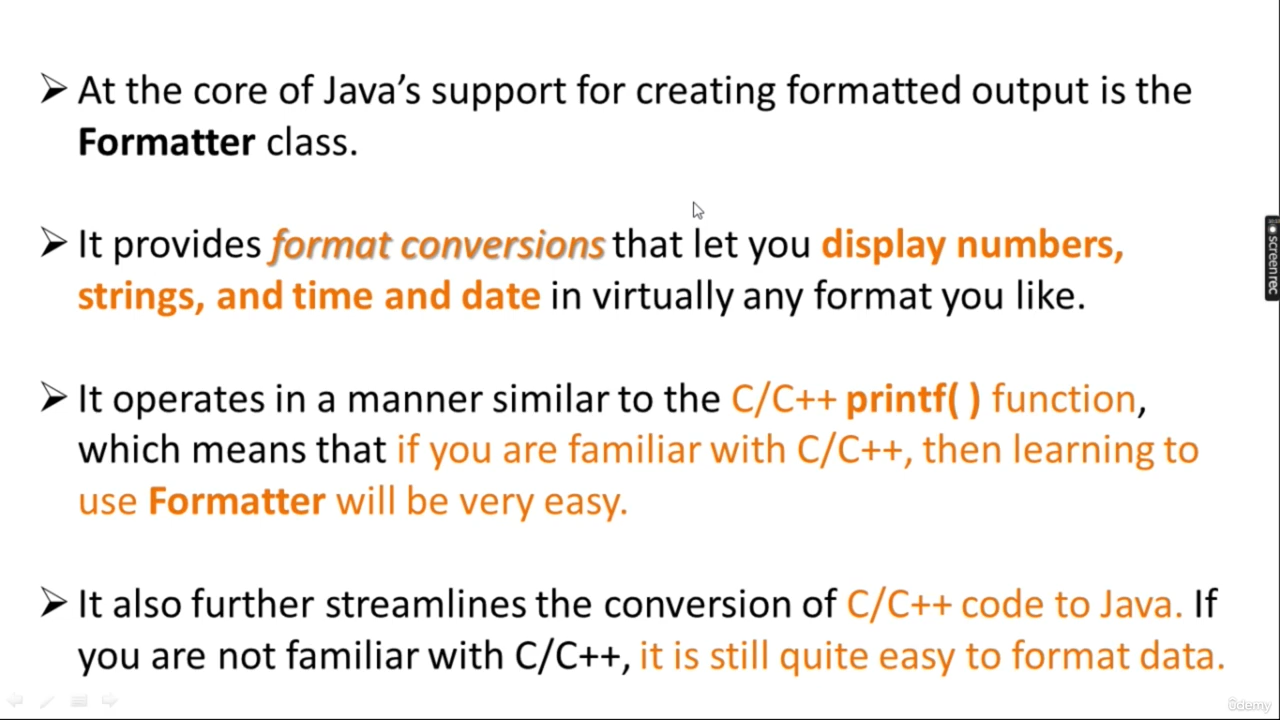 ➢ At the core of Java’s support for creating formatted output is the
Formatter class.
➢ It provides format conversions that let you display numbers,
strings, and time and date in virtually any format you like.
➢ It operates in a manner similar to the C/C++ printf( ) function,
which means that if you are familiar with C/C++, then learning to
use Formatter will be very easy.
➢ It also further streamlines the conversion of C/C++ code to Java. If
you are not familiar with C/C++, it is still quite easy to format data.
screenrec
ûdemy